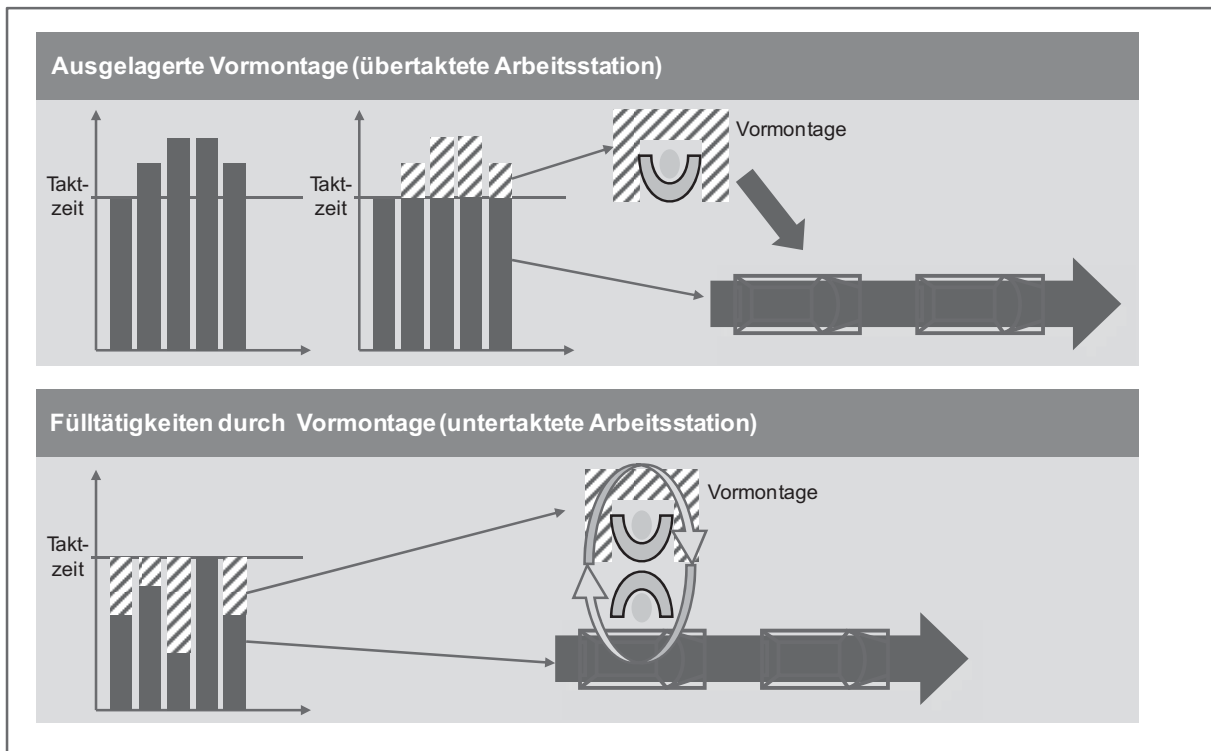 Ausgelagerte Vormontage (übertaktete Arbeitsstation)
Takt-
zeit
Takt-
zeit
Vormontage
Fülltätigkeiten durch Vormontage (untertaktete Arbeitsstation)
Takt-
zeit
Vormontage